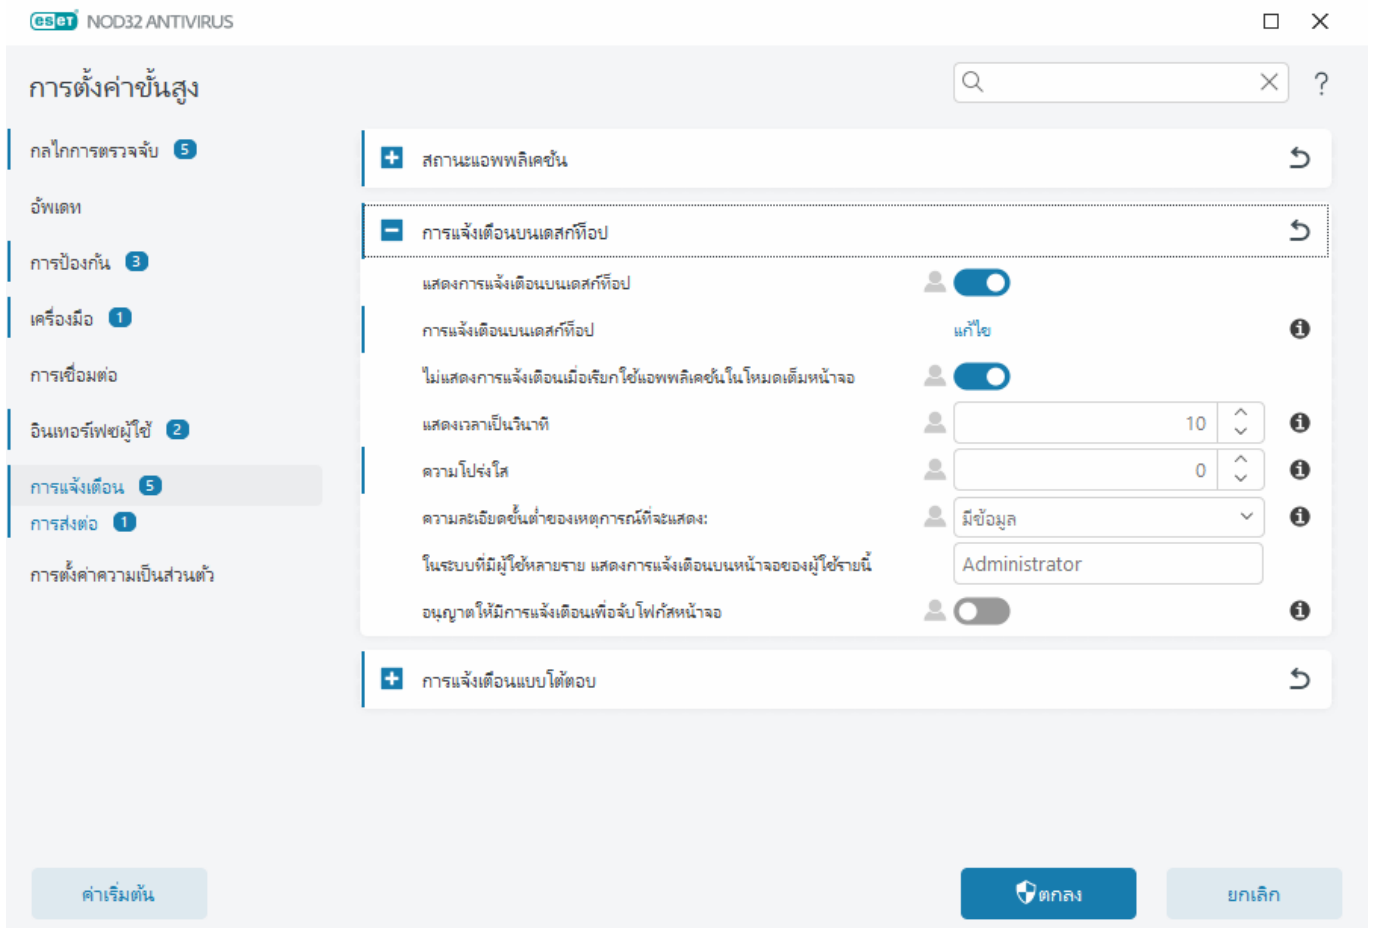 eset NOD32 ANTIVIRUS
การตั้งค่าขั้นสูง
กลไกการตรวจจับ 5
อัพเดท
การป้องกัน 3
เครื่องมือ 1
การเชื่อมต่อ
อินเทอร์เฟซผู้ใช้ 2
การแจ้งเตือน 5
การส่งต่อ 1
การตั้งค่าความเป็นส่วนตัว
สถานะแอพพลิเคชัน
การแจ้งเตือนบนเดสก์ท็อป
แสดงการแจ้งเตือนบนเดสก์ท็อป
การแจ้งเตือนบนเดสก์ท็อป แก้ไข
ไม่แสดงการแจ้งเตือนเมื่อเรียกใช้แอพพลิเคชันในโหมดเต็มหน้าจอ
แสดงเวลาเป็นวินาที 10
ความโปร่งใส 0
ความละเอียดขั้นต่ำของเหตุการณ์ที่จะแสดง: มีข้อมูล
ในระบบที่มีผู้ใช้หลายราย แสดงการแจ้งเตือนบนหน้าจอของผู้ใช้รายนี้ Administrator
อนุญาตให้มีการแจ้งเตือนเพื่อจับโฟกัสหน้าจอ
การแจ้งเตือนแบบโต้ตอบ
ค่าเริ่มต้น
ตกลง
ยกเลิก